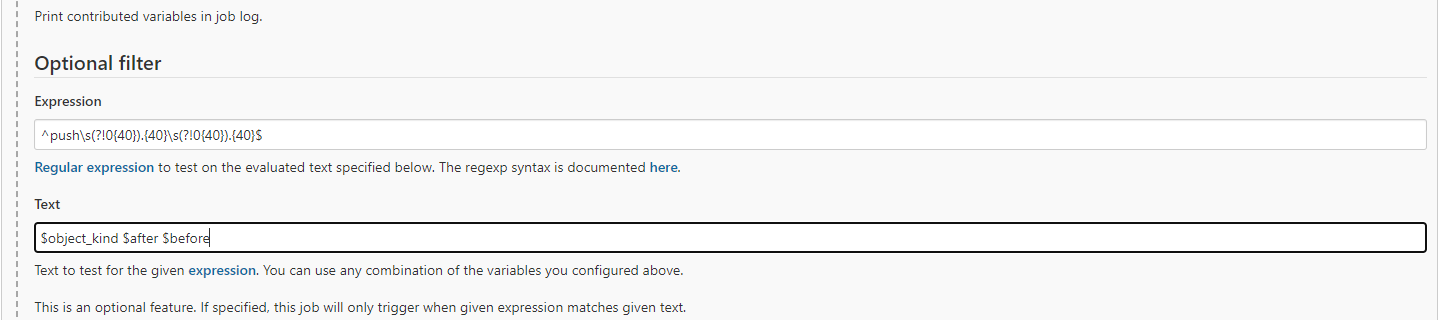 Print contributed variables in job log.
Optional filter
Expression
^push\s(?!0{40}).{40}\s(?!0{40}).{40}$
Regular expression to test on the evaluated text specified below. The regexp syntax is documented here.
Text
$object_kind $after $before
Text to test for the given expression. You can use any combination of the variables you configured above.
This is an optional feature. If specified, this job will only trigger when given expression matches given text.